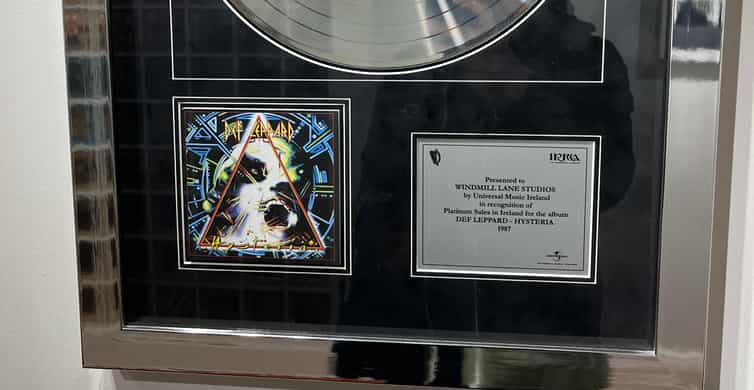 DEF LEPPARD
Hysteria
IRMA
Presented to
WINDMILL LANE STUDIOS
by Universal Music Ireland
in recognition of
Platinum Sales in Ireland for the album
DEF LEPPARD - HYSTERIA
1987
UNIVERSAL